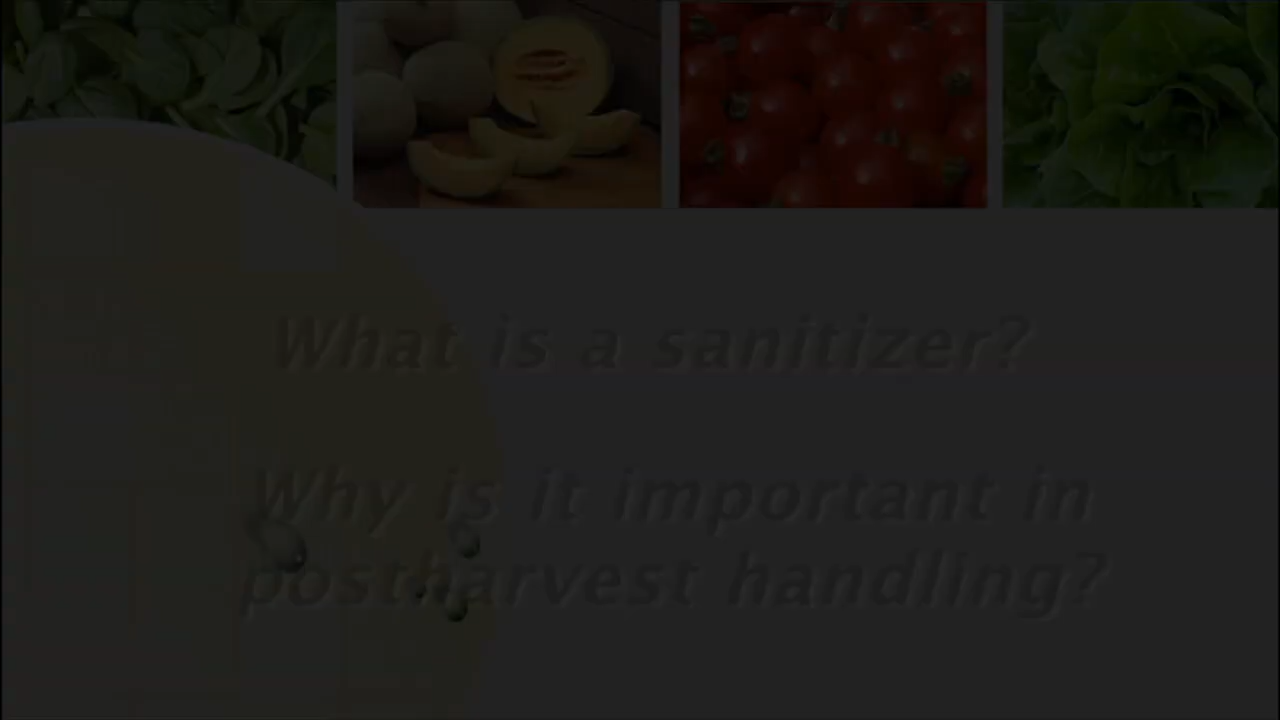 What is a sanitizer?
Why is it important in
postharvest handling?